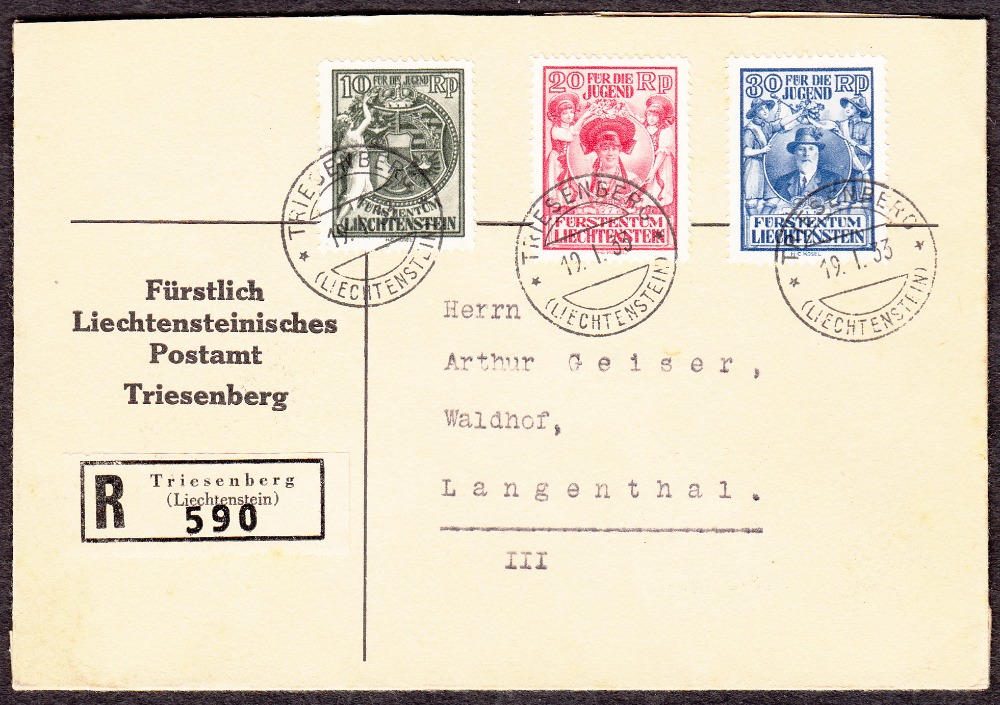 10 FÜR DIE JUGEND RP
FÜRSTENTUM
LIECHTENSTEIN
20 FÜR DIE JUGEND RP
FÜRSTENTUM
LIECHTENSTEIN
30 FÜR DIE JUGEND RP
FÜRSTENTUM
LIECHTENSTEIN
TRIESENBERG
19.
(LIECHTENSTEIN)
TRIESENBERG
19. I. 33
(LIECHTENSTEIN)
TRIESENBERG
19. I. 33
(LIECHTENSTEIN)
Fürstlich
Liechtensteinisches
Postamt
Triesenberg
R Triesenberg
(Liechtenstein)
590
Herrn
Arthur Geiser,
Waldhof,
Langenthal.
III